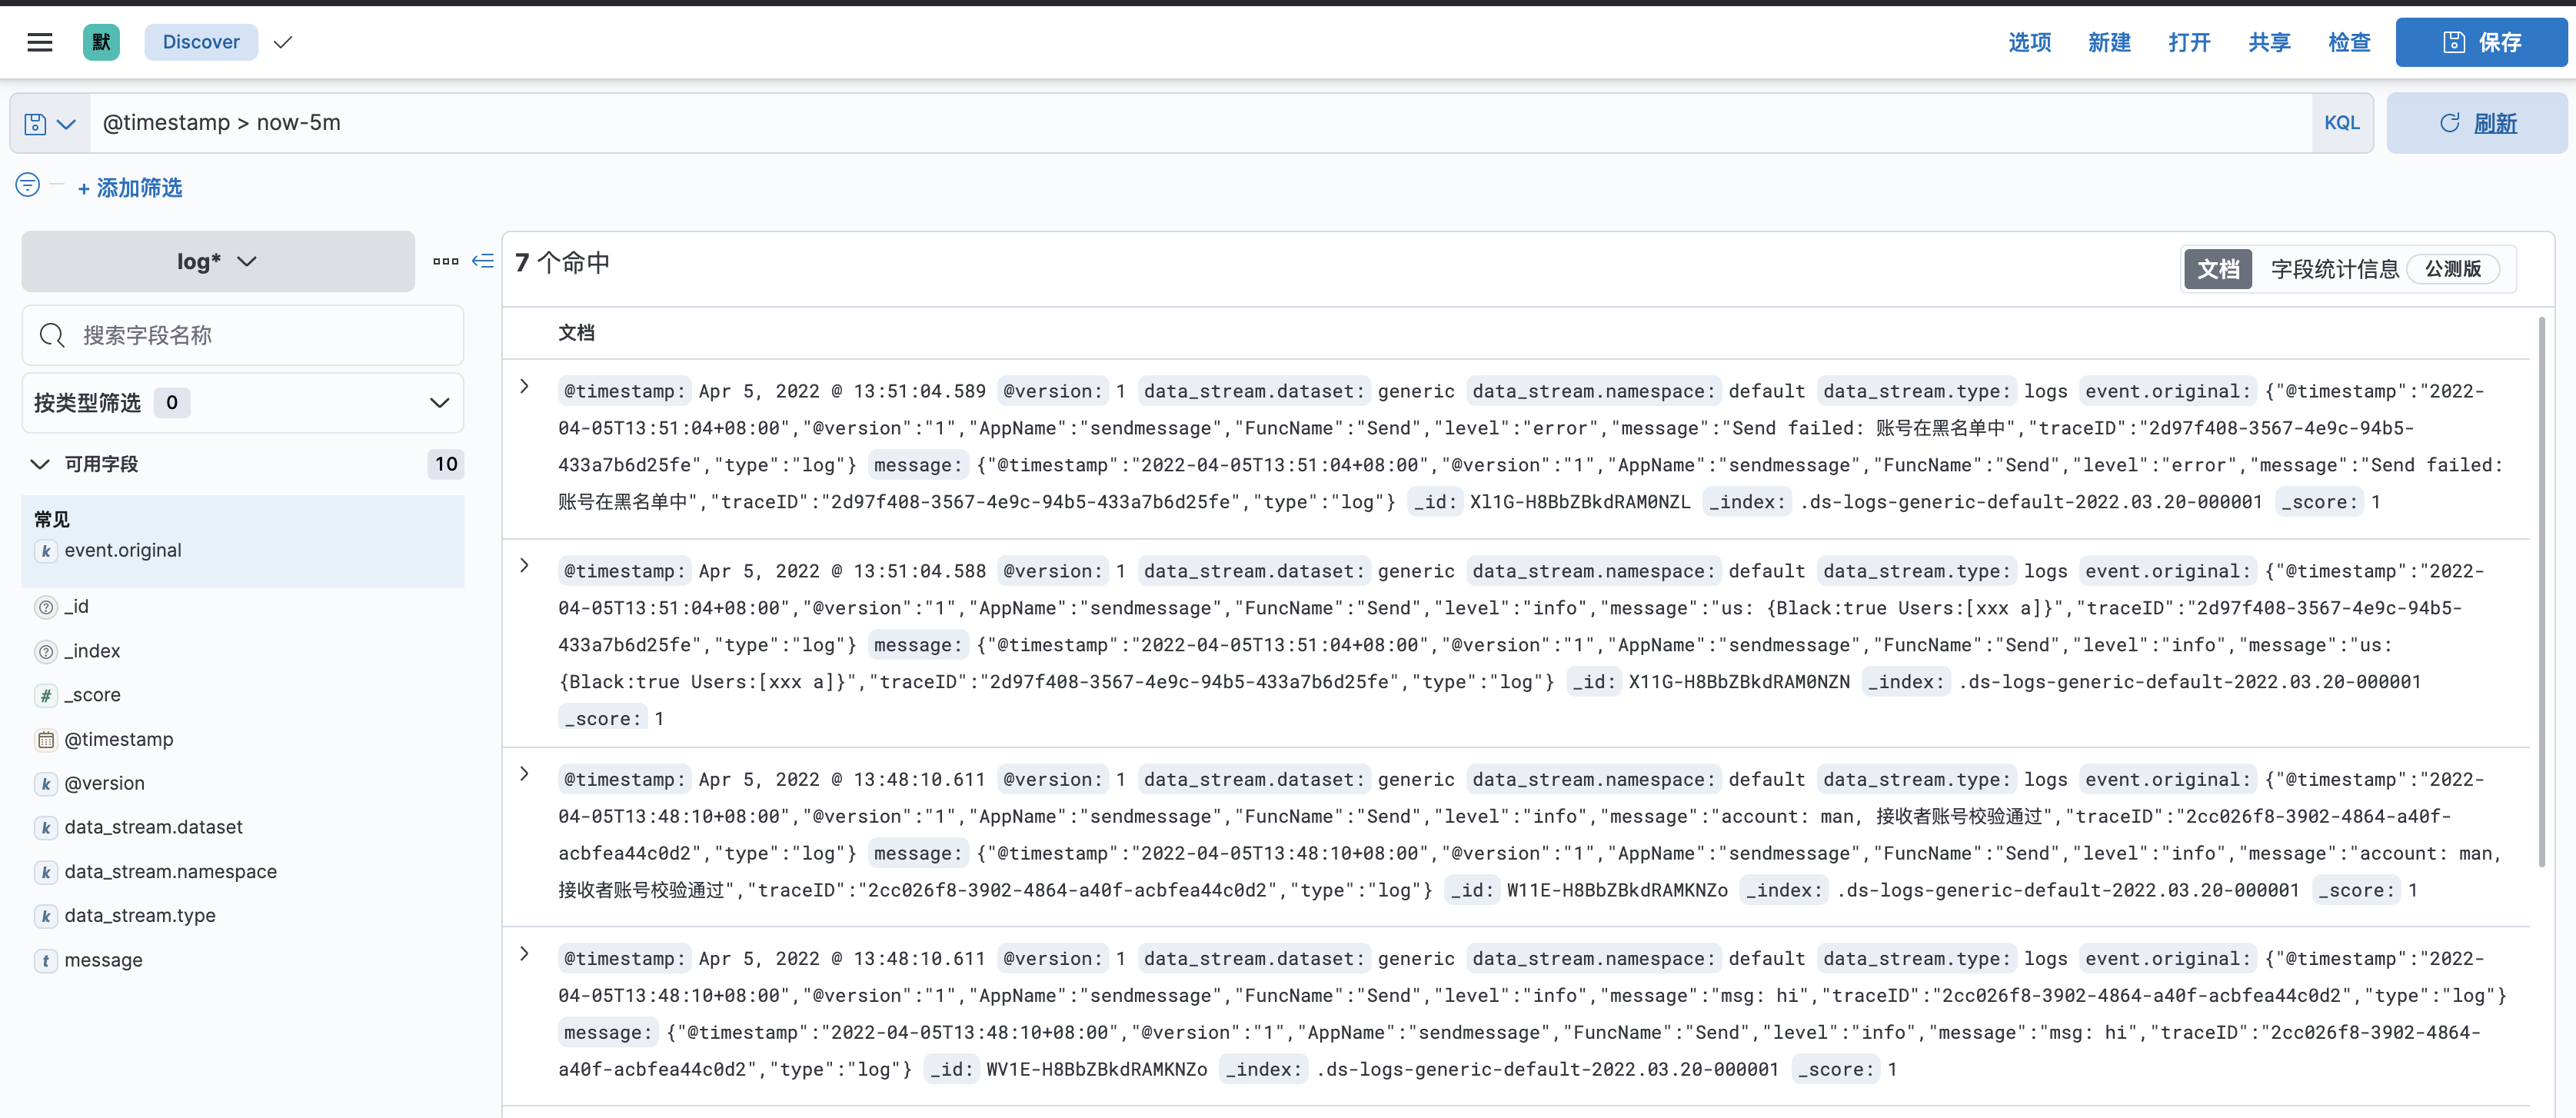 默 Discover 选项 新建 打开 共享 检查 保存
@timestamp > now-5m KQL 刷新
+ 添加筛选
log* 7 个命中 文档 字段统计信息 公测版
搜索字段名称
按类型筛选 0
可用字段 10
常见
event.original
_id
_index
_score
@timestamp
@version
data_stream.dataset
data_stream.namespace
data_stream.type
message
文档
@timestamp: Apr 5, 2022 @ 13:51:04.589 @version: 1 data_stream.dataset: generic data_stream.namespace: default data_stream.type: logs event.original: {"@timestamp":"2022-
04-05T13:51:04+08:00","@version":"1","AppName":"sendmessage","FuncName":"Send","level":"error","message":"Send failed: 账号在黑名单中","traceID":"2d97f408-3567-4e9c-94b5-
433a7b6d25fe","type":"log"} message: {"@timestamp":"2022-04-05T13:51:04+08:00","@version":"1","AppName":"sendmessage","FuncName":"Send","level":"error","message":"Send failed:
账号在黑名单中","traceID":"2d97f408-3567-4e9c-94b5-433a7b6d25fe","type":"log"} _id: Xl1G-H8BbZBkdRAM0NZL _index: .ds-logs-generic-default-2022.03.20-000001 _score: 1
@timestamp: Apr 5, 2022 @ 13:51:04.588 @version: 1 data_stream.dataset: generic data_stream.namespace: default data_stream.type: logs event.original: {"@timestamp":"2022-
04-05T13:51:04+08:00","@version":"1","AppName":"sendmessage","FuncName":"Send","level":"info","message":"us: {Black:true Users:[xxx a]}","traceID":"2d97f408-3567-4e9c-94b5-
433a7b6d25fe","type":"log"} message: {"@timestamp":"2022-04-05T13:51:04+08:00","@version":"1","AppName":"sendmessage","FuncName":"Send","level":"info","message":"us:
{Black:true Users:[xxx a]}","traceID":"2d97f408-3567-4e9c-94b5-433a7b6d25fe","type":"log"} _id: X11G-H8BbZBkdRAM0NZN _index: .ds-logs-generic-default-2022.03.20-000001
_score: 1
@timestamp: Apr 5, 2022 @ 13:48:10.611 @version: 1 data_stream.dataset: generic data_stream.namespace: default data_stream.type: logs event.original: {"@timestamp":"2022-
04-05T13:48:10+08:00","@version":"1","AppName":"sendmessage","FuncName":"Send","level":"info","message":"account: man, 接收者账号校验通过","traceID":"2cc026f8-3902-4864-a40f-
acbfea44c0d2","type":"log"} message: {"@timestamp":"2022-04-05T13:48:10+08:00","@version":"1","AppName":"sendmessage","FuncName":"Send","level":"info","message":"account: man,
接收者账号校验通过","traceID":"2cc026f8-3902-4864-a40f-acbfea44c0d2","type":"log"} _id: W11E-H8BbZBkdRAMKNZo _index: .ds-logs-generic-default-2022.03.20-000001 _score: 1
@timestamp: Apr 5, 2022 @ 13:48:10.611 @version: 1 data_stream.dataset: generic data_stream.namespace: default data_stream.type: logs event.original: {"@timestamp":"2022-
04-05T13:48:10+08:00","@version":"1","AppName":"sendmessage","FuncName":"Send","level":"info","message":"msg: hi","traceID":"2cc026f8-3902-4864-a40f-acbfea44c0d2","type":"log"}
message: {"@timestamp":"2022-04-05T13:48:10+08:00","@version":"1","AppName":"sendmessage","FuncName":"Send","level":"info","message":"msg: hi","traceID":"2cc026f8-3902-4864-
a40f-acbfea44c0d2","type":"log"} _id: WV1E-H8BbZBkdRAMKNZo _index: .ds-logs-generic-default-2022.03.20-000001 _score: 1